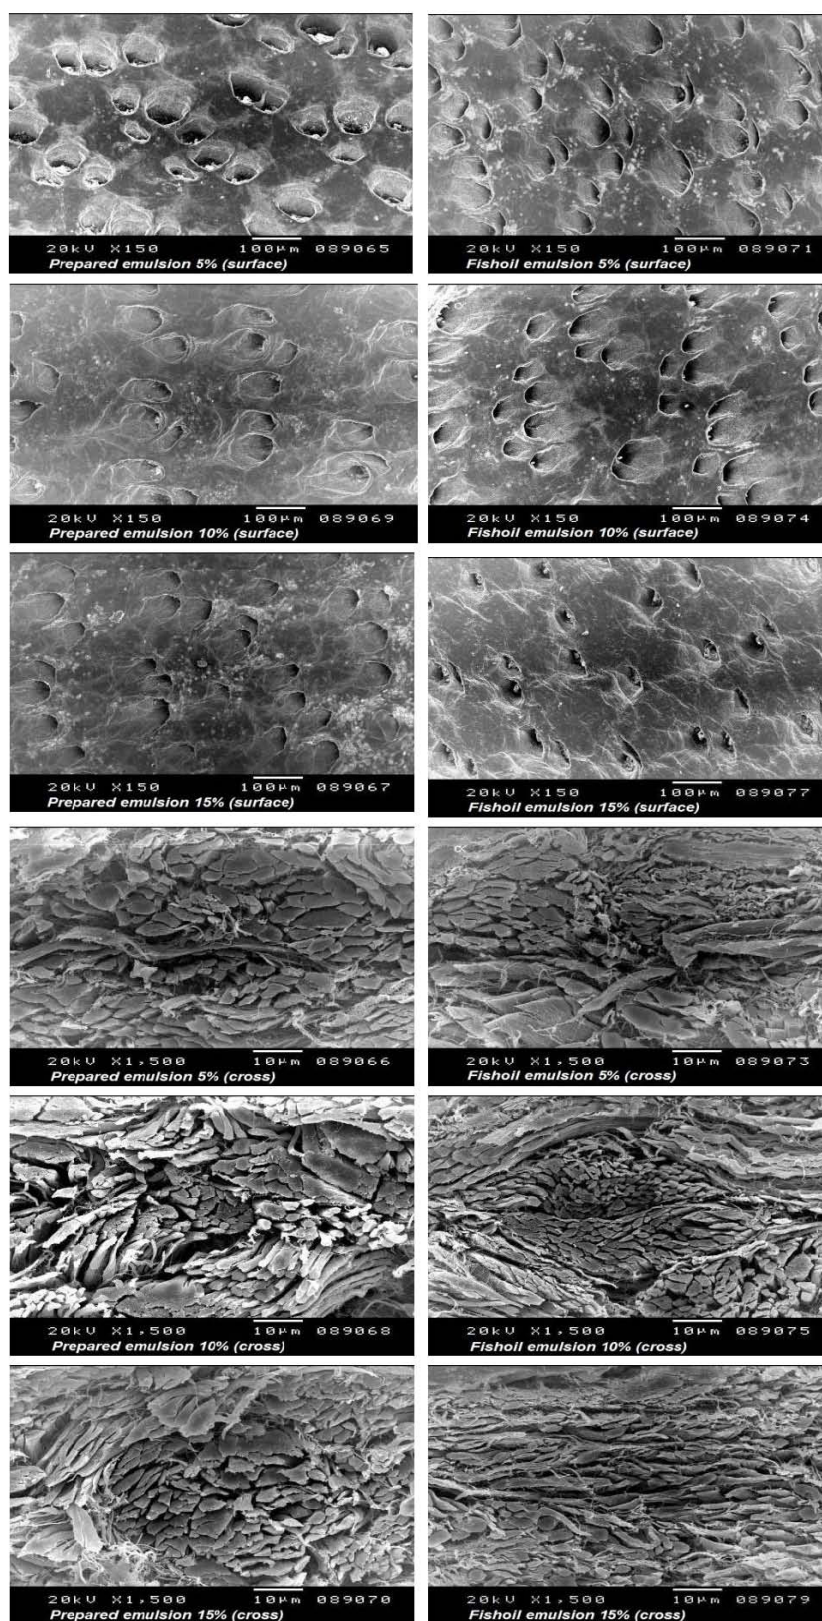 20kV X150 100μm 089065
Prepared emulsion 5% (surface)
20kV X150 100μm 089071
Fishoil emulsion 5% (surface)
20kV X150 100μm 089069
Prepared emulsion 10% (surface)
20kV X150 100μm 089074
Fishoil emulsion 10% (surface)
20kV X150 100μm 089067
Prepared emulsion 15% (surface)
20kV X150 100μm 089077
Fishoil emulsion 15% (surface)
20kV X1,500 10μm 089066
Prepared emulsion 5% (cross)
20kV X1,500 10μm 089073
Fishoil emulsion 5% (cross)
20kV X1,500 10μm 089068
Prepared emulsion 10% (cross)
20kV X1,500 10μm 089075
Fishoil emulsion 10% (cross)
20kV X1,500 10μm 089070
Prepared emulsion 15% (cross)
20kV X1,500 10μm 089079
Fishoil emulsion 15% (cross)